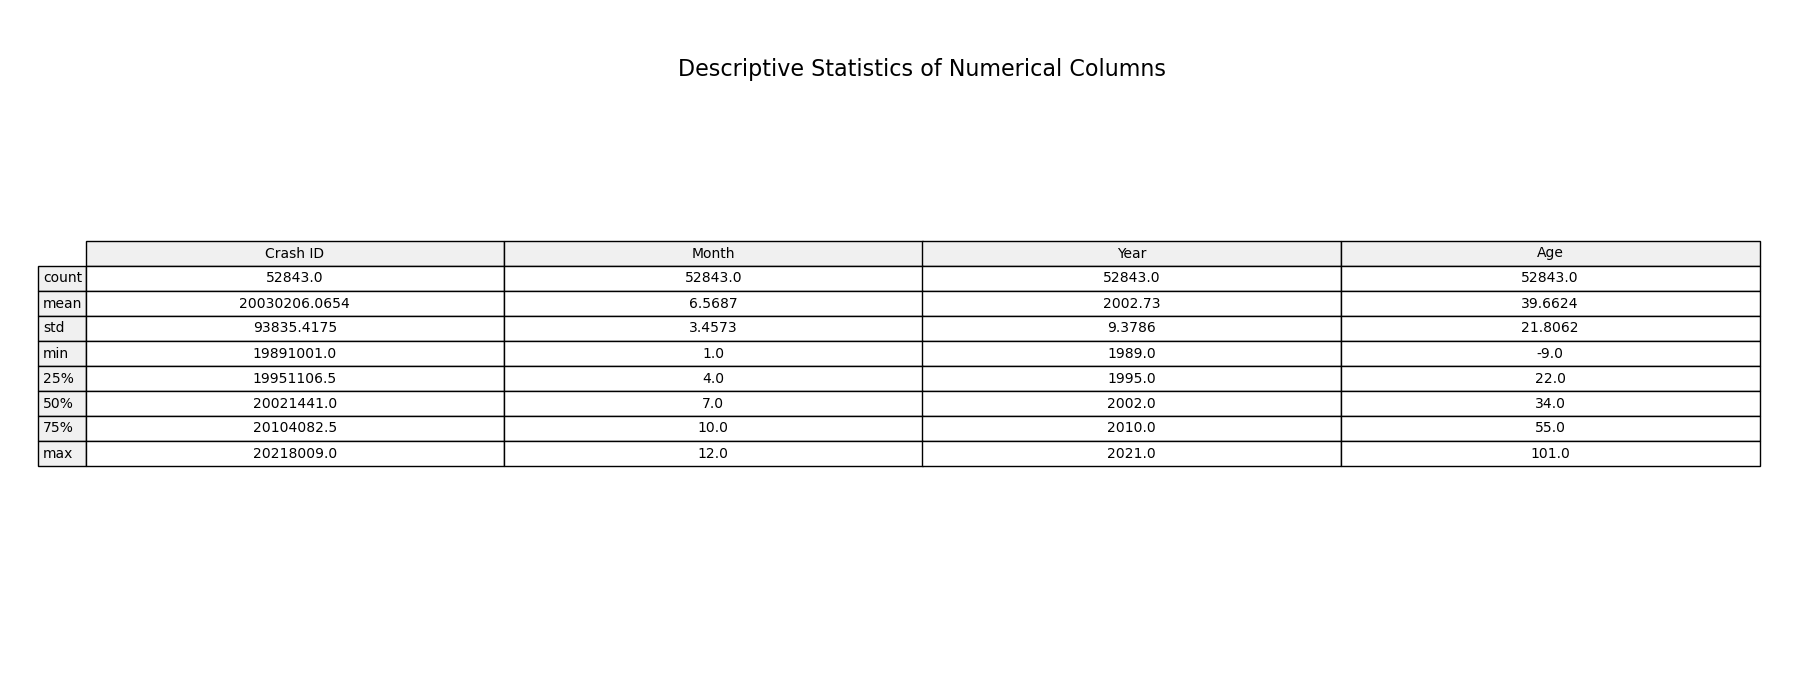 Descriptive Statistics of Numerical Columns
Crash ID Month Year Age
count 52843.0 52843.0 52843.0 52843.0
mean 20030206.0654 6.5687 2002.73 39.6624
std 93835.4175 3.4573 9.3786 21.8062
min 19891001.0 1.0 1989.0 -9.0
25% 19951106.5 4.0 1995.0 22.0
50% 20021441.0 7.0 2002.0 34.0
75% 20104082.5 10.0 2010.0 55.0
max 20218009.0 12.0 2021.0 101.0